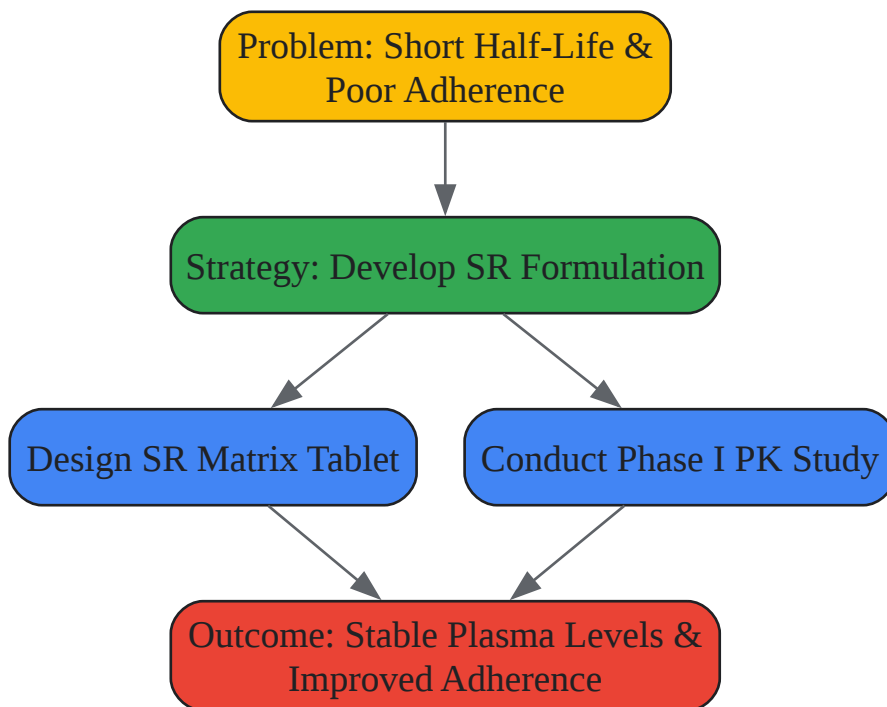 Problem: Short Half-Life &
Poor Adherence
Strategy: Develop SR Formulation
Design SR Matrix Tablet
Conduct Phase I PK Study
Outcome: Stable Plasma Levels &
Improved Adherence